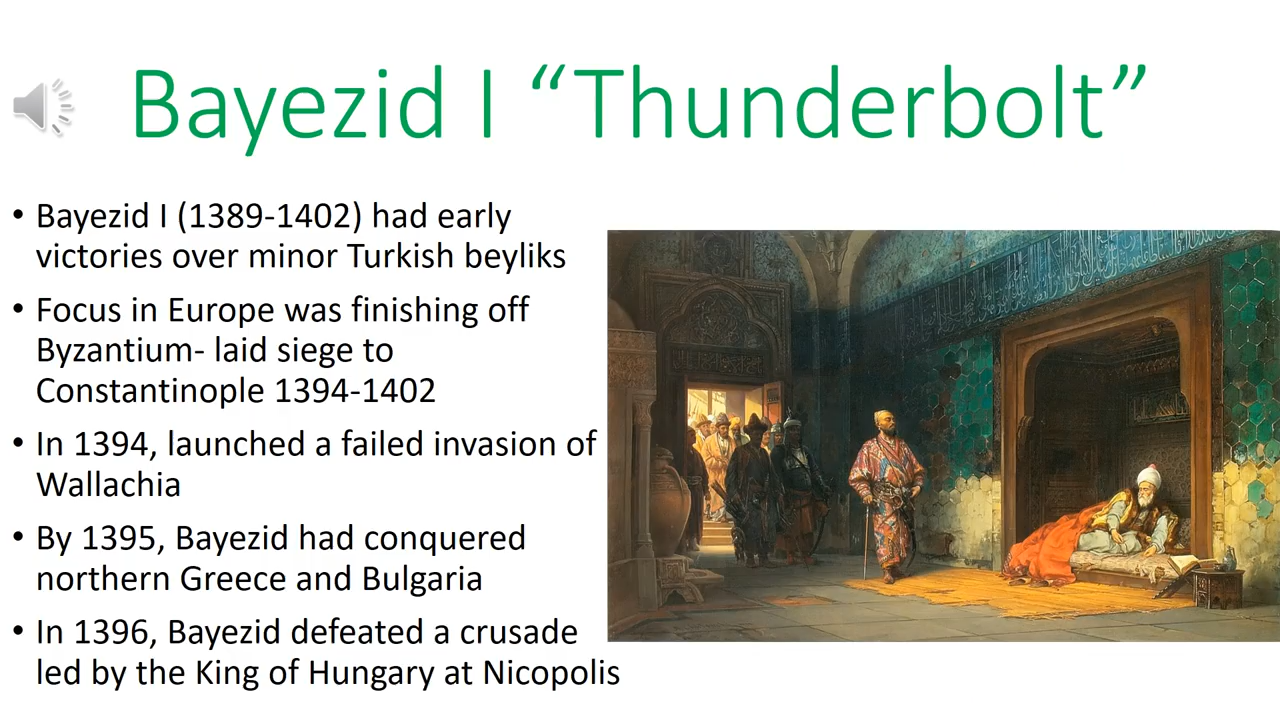 Bayezid I “Thunderbolt”
• Bayezid I (1389-1402) had early
victories over minor Turkish beyliks
• Focus in Europe was finishing off
Byzantium- laid siege to
Constantinople 1394-1402
• In 1394, launched a failed invasion of
Wallachia
• By 1395, Bayezid had conquered
northern Greece and Bulgaria
• In 1396, Bayezid defeated a crusade
led by the King of Hungary at Nicopolis